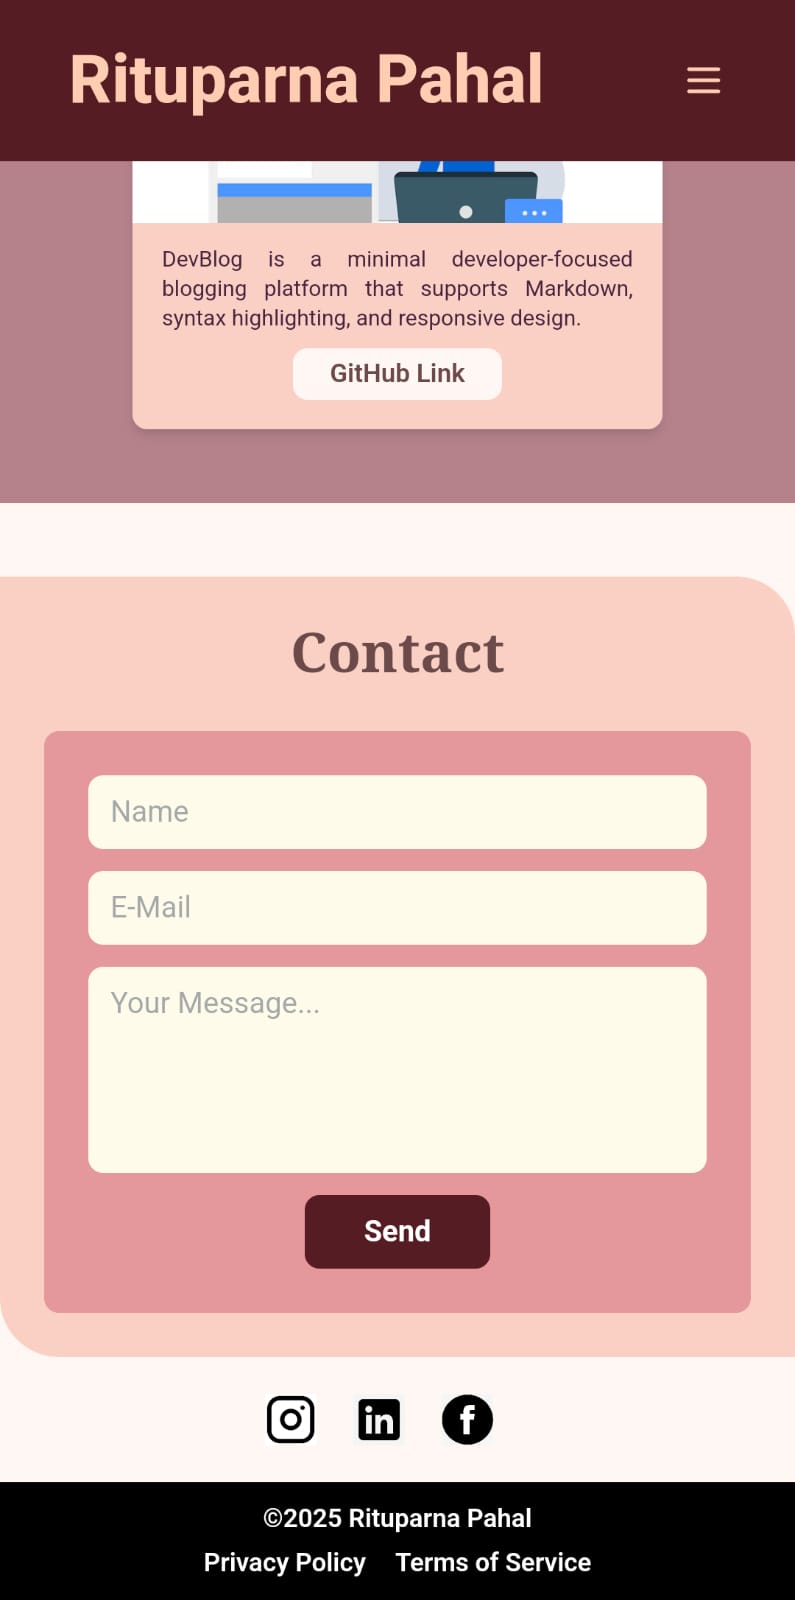 Rituparna Pahal
DevBlog is a minimal developer-focused
blogging platform that supports Markdown,
syntax highlighting, and responsive design.
GitHub Link
Contact
Name
E-Mail
Your Message...
Send
©2025 Rituparna Pahal
Privacy Policy Terms of Service